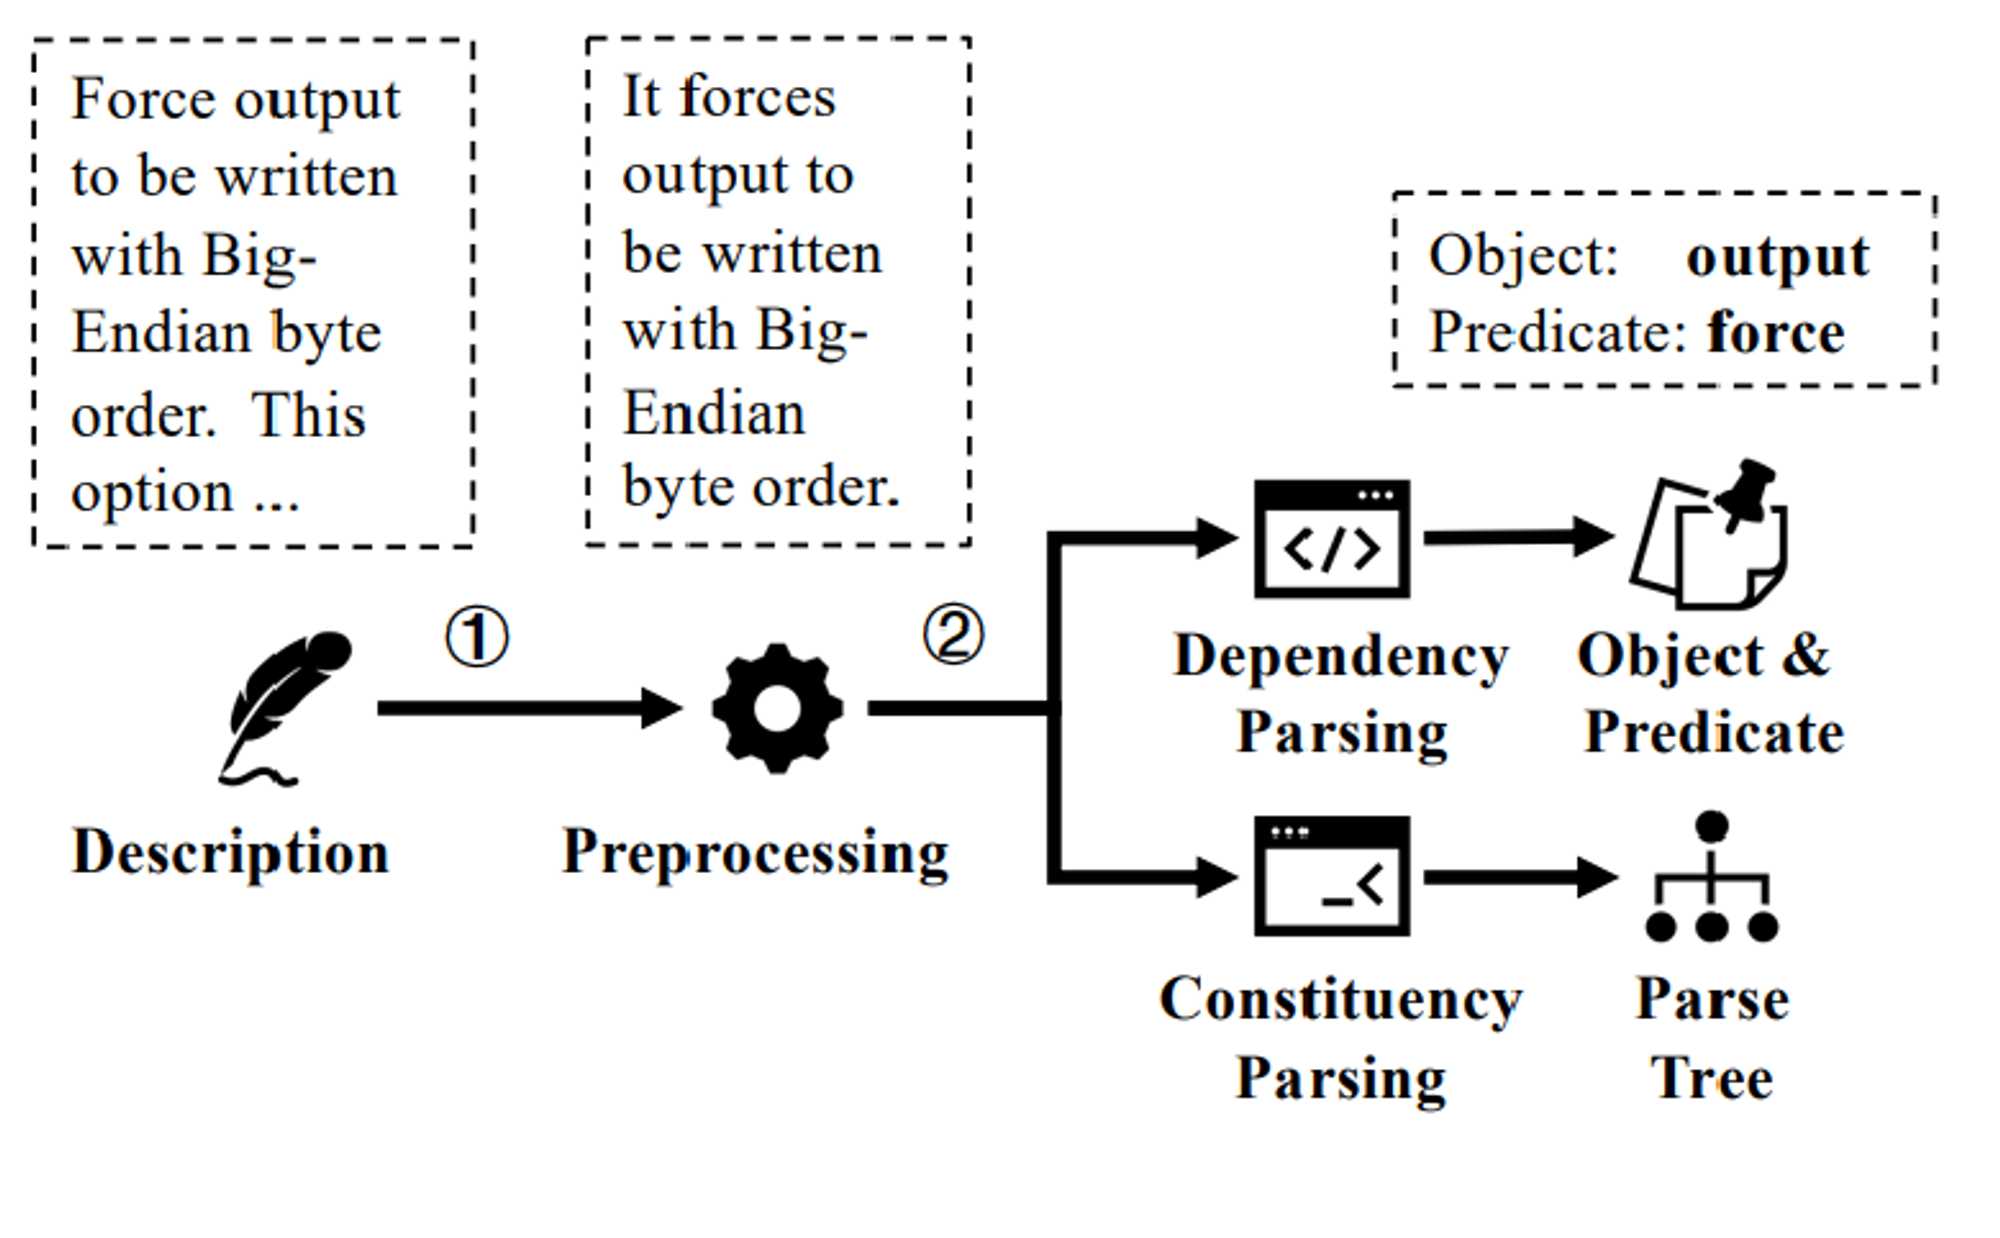 Force output
to be written
with Big-
Endian byte
order.  This
option ...
It forces
output to
be written
with Big-
Endian
byte order.
Object: output
Predicate: force
①
②
Description
Preprocessing
Dependency
Parsing
Object &
Predicate
Constituency
Parsing
Parse
Tree